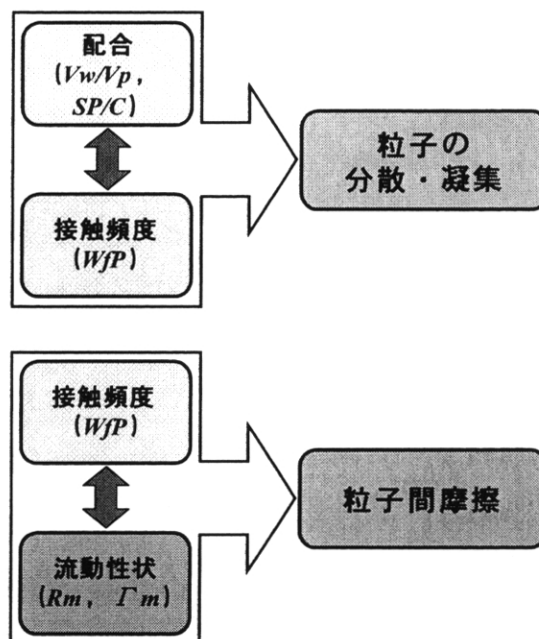 配合
(Vw/Vp,
SP/C)
粒子の
分散・凝集
接触頻度
(WfP)
接触頻度
(WfP)
粒子間摩擦
流動性状
(Rm, Γm)